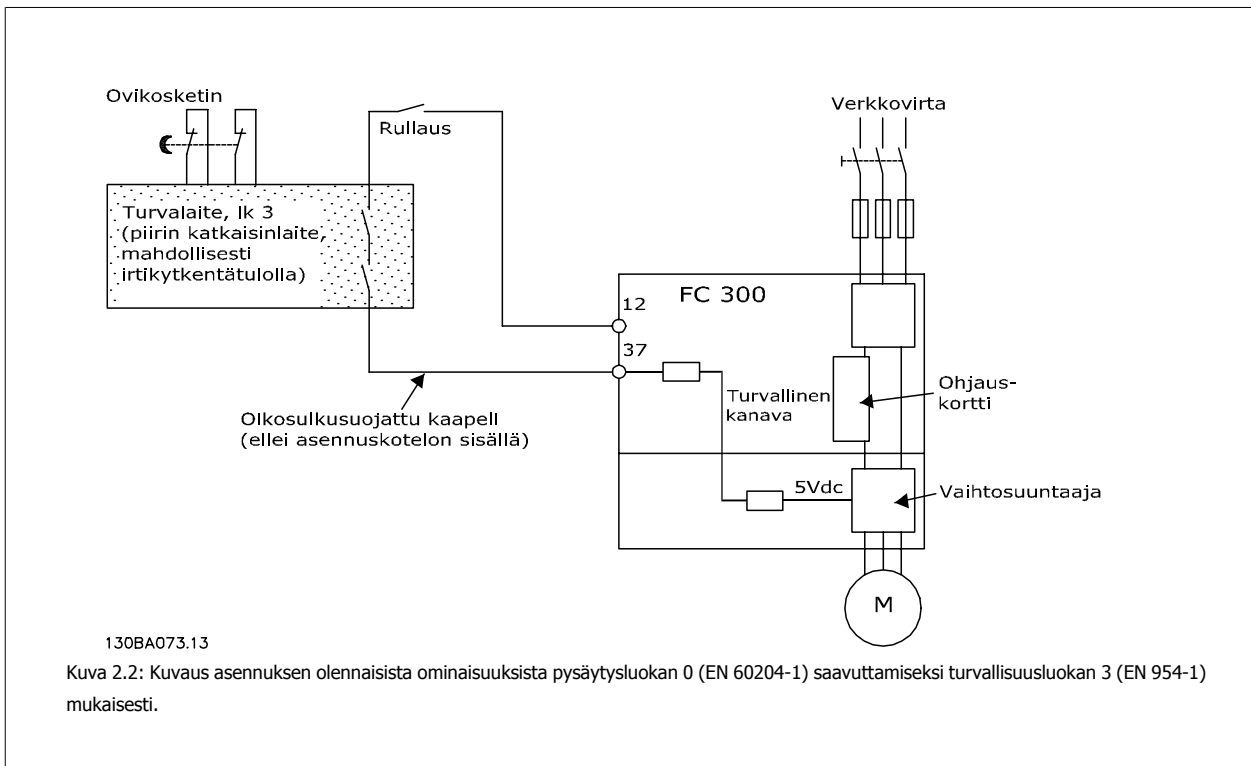 Ovikosketin
Rullaus
Verkkovirta
Turvalaite, lk 3
(piirin katkaisinlaite,
mahdollisesti
irtikytkentätulolla)
12
FC 300
37
Turvallinen
kanava
Ohjaus-
kortti
Olkosulkusuojattu kaapell
(ellei asennuskotelon sisällä)
5Vdc
Vaihtosuuntaaja
M
130BA073.13
Kuva 2.2: Kuvaus asennuksen olennaisista ominaisuuksista pysäytysluokan 0 (EN 60204-1) saavuttamiseksi turvallisuusluokan 3 (EN 954-1)
mukaisesti.